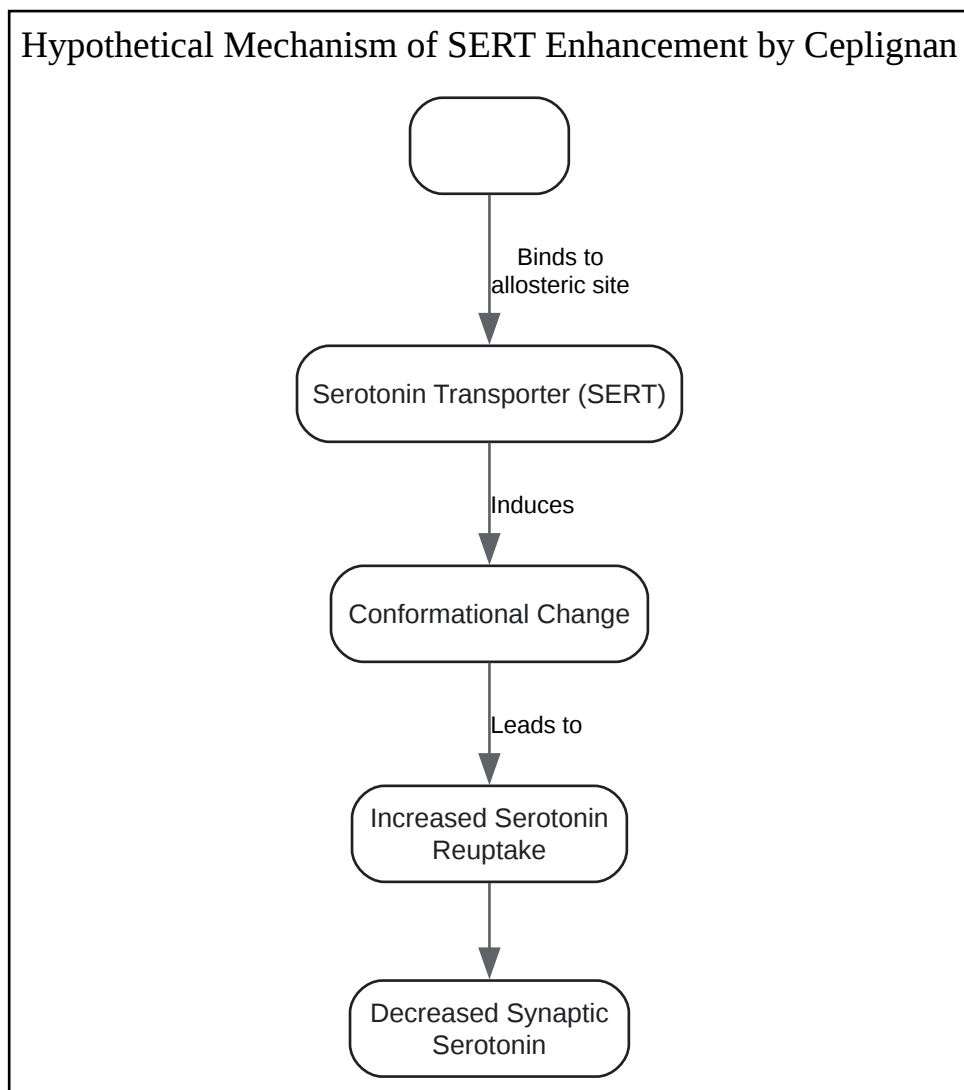 Hypothetical Mechanism of SERT Enhancement by Ceplignan
Binds to
allosteric site
Serotonin Transporter (SERT)
Induces
Conformational Change
Leads to
Increased Serotonin
Reuptake
Decreased Synaptic
Serotonin